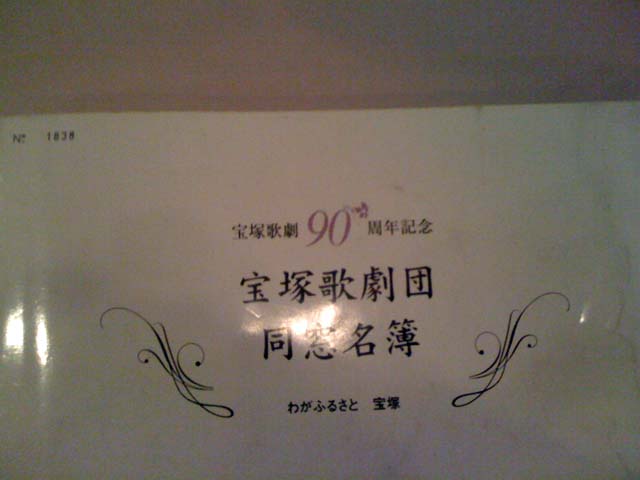 No 1838
宝塚歌劇 90 周年記念
宝塚歌劇団
同窓名簿
わがふるさと 宝塚